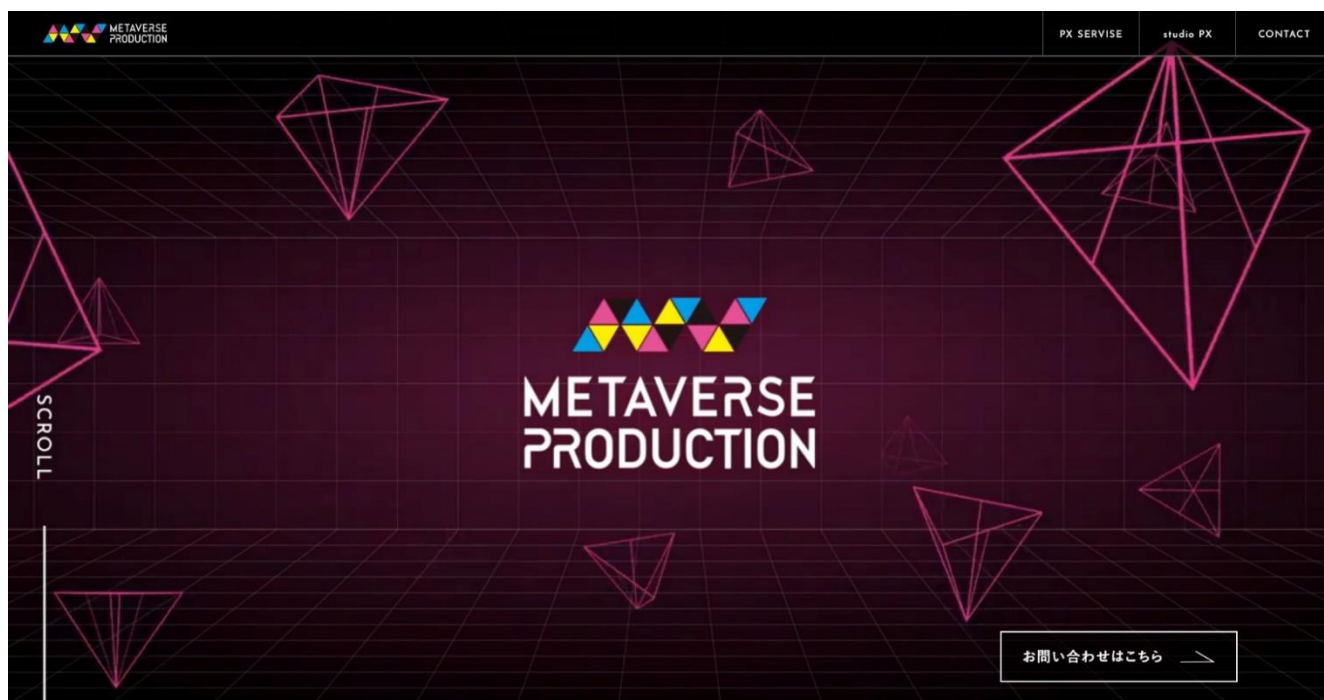 METAVERSE
PRODUCTION
PX SERVISE
studio PX
CONTACT
METAVERSE
PRODUCTION
SCROLL
お問い合わせはこちら